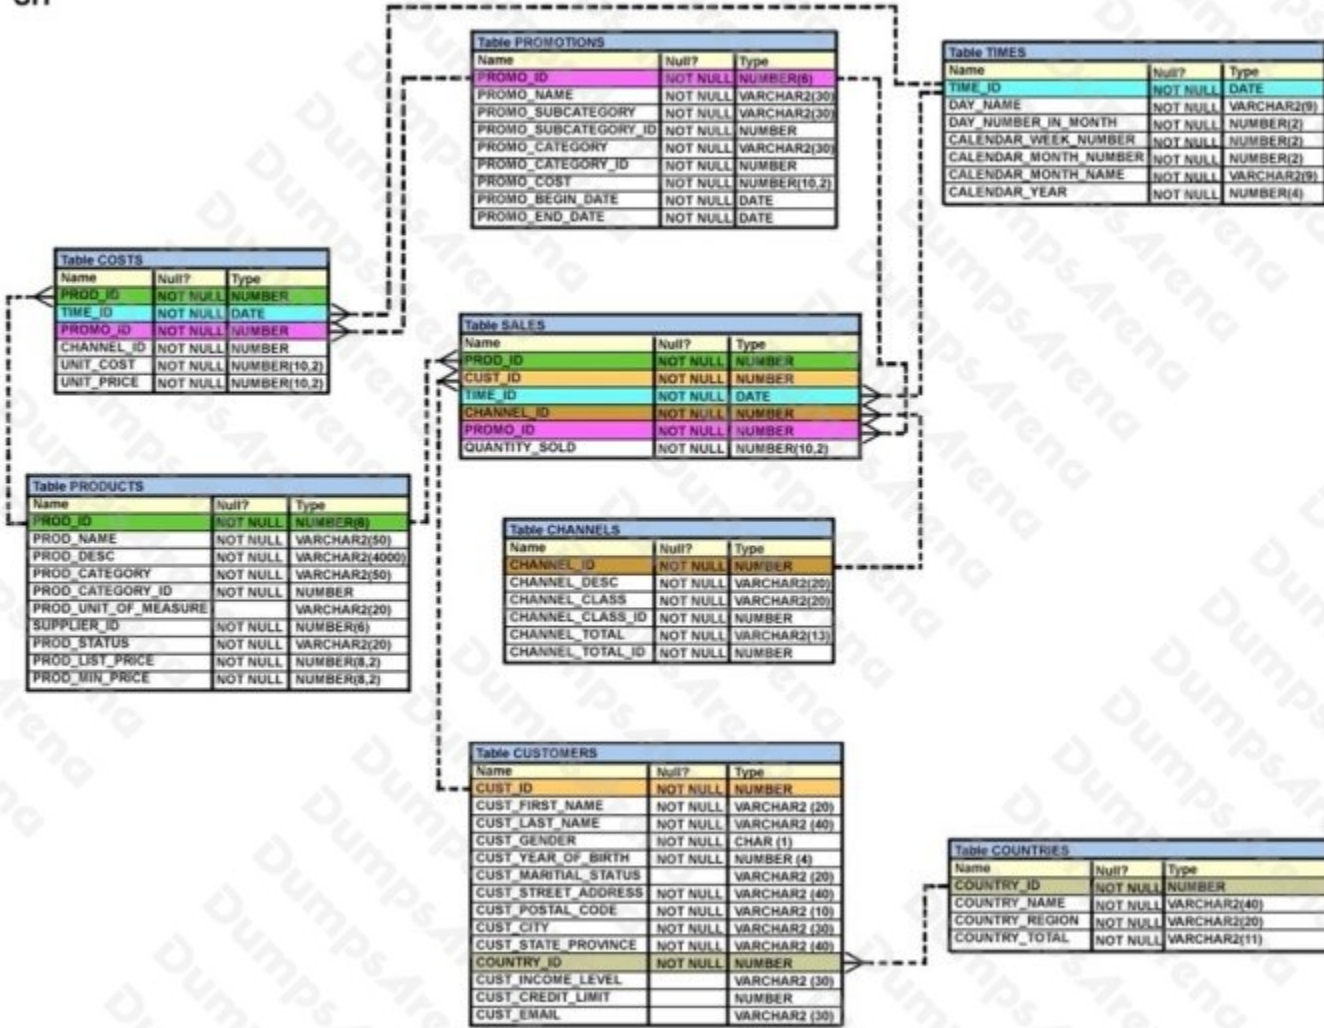 SH
Table PROMOTIONS
Name Null? Type
PROMO_ID NOT NULL NUMBER(6)
PROMO_NAME NOT NULL VARCHAR2(30)
PROMO_SUBCATEGORY NOT NULL VARCHAR2(30)
PROMO_SUBCATEGORY_ID NOT NULL NUMBER
PROMO_CATEGORY NOT NULL VARCHAR2(30)
PROMO_CATEGORY_ID NOT NULL NUMBER
PROMO_COST NOT NULL NUMBER(10,2)
PROMO_BEGIN_DATE NOT NULL DATE
PROMO_END_DATE NOT NULL DATE
Table TIMES
Name Null? Type
TIME_ID NOT NULL DATE
DAY_NAME NOT NULL VARCHAR2(9)
DAY_NUMBER_IN_MONTH NOT NULL NUMBER(2)
CALENDAR_WEEK_NUMBER NOT NULL NUMBER(2)
CALENDAR_MONTH_NUMBER NOT NULL NUMBER(2)
CALENDAR_MONTH_NAME NOT NULL VARCHAR2(9)
CALENDAR_YEAR NOT NULL NUMBER(4)
Table COSTS
Name Null? Type
PROD_ID NOT NULL NUMBER
TIME_ID NOT NULL DATE
PROMO_ID NOT NULL NUMBER
CHANNEL_ID NOT NULL NUMBER
UNIT_COST NOT NULL NUMBER(10,2)
UNIT_PRICE NOT NULL NUMBER(10,2)
Table SALES
Name Null? Type
PROD_ID NOT NULL NUMBER
CUST_ID NOT NULL NUMBER
TIME_ID NOT NULL DATE
CHANNEL_ID NOT NULL NUMBER
PROMO_ID NOT NULL NUMBER
QUANTITY_SOLD NOT NULL NUMBER(10,2)
Table PRODUCTS
Name Null? Type
PROD_ID NOT NULL NUMBER(6)
PROD_NAME NOT NULL VARCHAR2(50)
PROD_DESC NOT NULL VARCHAR2(4000)
PROD_CATEGORY NOT NULL VARCHAR2(50)
PROD_CATEGORY_ID NOT NULL NUMBER
PROD_UNIT_OF_MEASURE VARCHAR2(20)
SUPPLIER_ID NOT NULL NUMBER(6)
PROD_STATUS NOT NULL VARCHAR2(20)
PROD_LIST_PRICE NOT NULL NUMBER(8,2)
PROD_MIN_PRICE NOT NULL NUMBER(8,2)
Table CHANNELS
Name Null? Type
CHANNEL_ID NOT NULL NUMBER
CHANNEL_DESC NOT NULL VARCHAR2(20)
CHANNEL_CLASS NOT NULL VARCHAR2(20)
CHANNEL_CLASS_ID NOT NULL NUMBER
CHANNEL_TOTAL NOT NULL VARCHAR2(13)
CHANNEL_TOTAL_ID NOT NULL NUMBER
Table CUSTOMERS
Name Null? Type
CUST_ID NOT NULL NUMBER
CUST_FIRST_NAME NOT NULL VARCHAR2 (20)
CUST_LAST_NAME NOT NULL VARCHAR2 (40)
CUST_GENDER NOT NULL CHAR (1)
CUST_YEAR_OF_BIRTH NOT NULL NUMBER (4)
CUST_MARITIAL_STATUS VARCHAR2 (20)
CUST_STREET_ADDRESS NOT NULL VARCHAR2 (40)
CUST_POSTAL_CODE NOT NULL VARCHAR2 (10)
CUST_CITY NOT NULL VARCHAR2 (30)
CUST_STATE_PROVINCE NOT NULL VARCHAR2 (40)
COUNTRY_ID NOT NULL NUMBER
CUST_INCOME_LEVEL VARCHAR2 (30)
CUST_CREDIT_LIMIT NUMBER
CUST_EMAIL VARCHAR2 (30)
Table COUNTRIES
Name Null? Type
COUNTRY_ID NOT NULL NUMBER
COUNTRY_NAME NOT NULL VARCHAR2(40)
COUNTRY_REGION NOT NULL VARCHAR2(20)
COUNTRY_TOTAL NOT NULL VARCHAR2(11)
DumpsArena